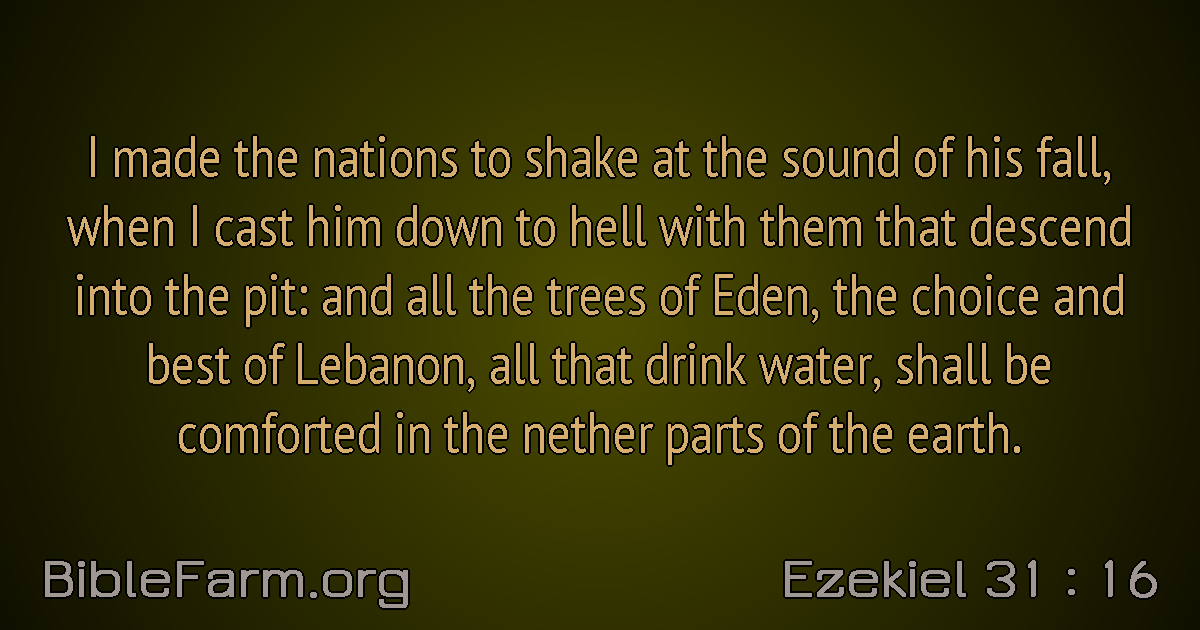 I made the nations to shake at the sound of his fall,
when I cast him down to hell with them that descend
into the pit: and all the trees of Eden, the choice and
best of Lebanon, all that drink water, shall be
comforted in the nether parts of the earth.
BibleFarm.org
Ezekiel 31 : 16